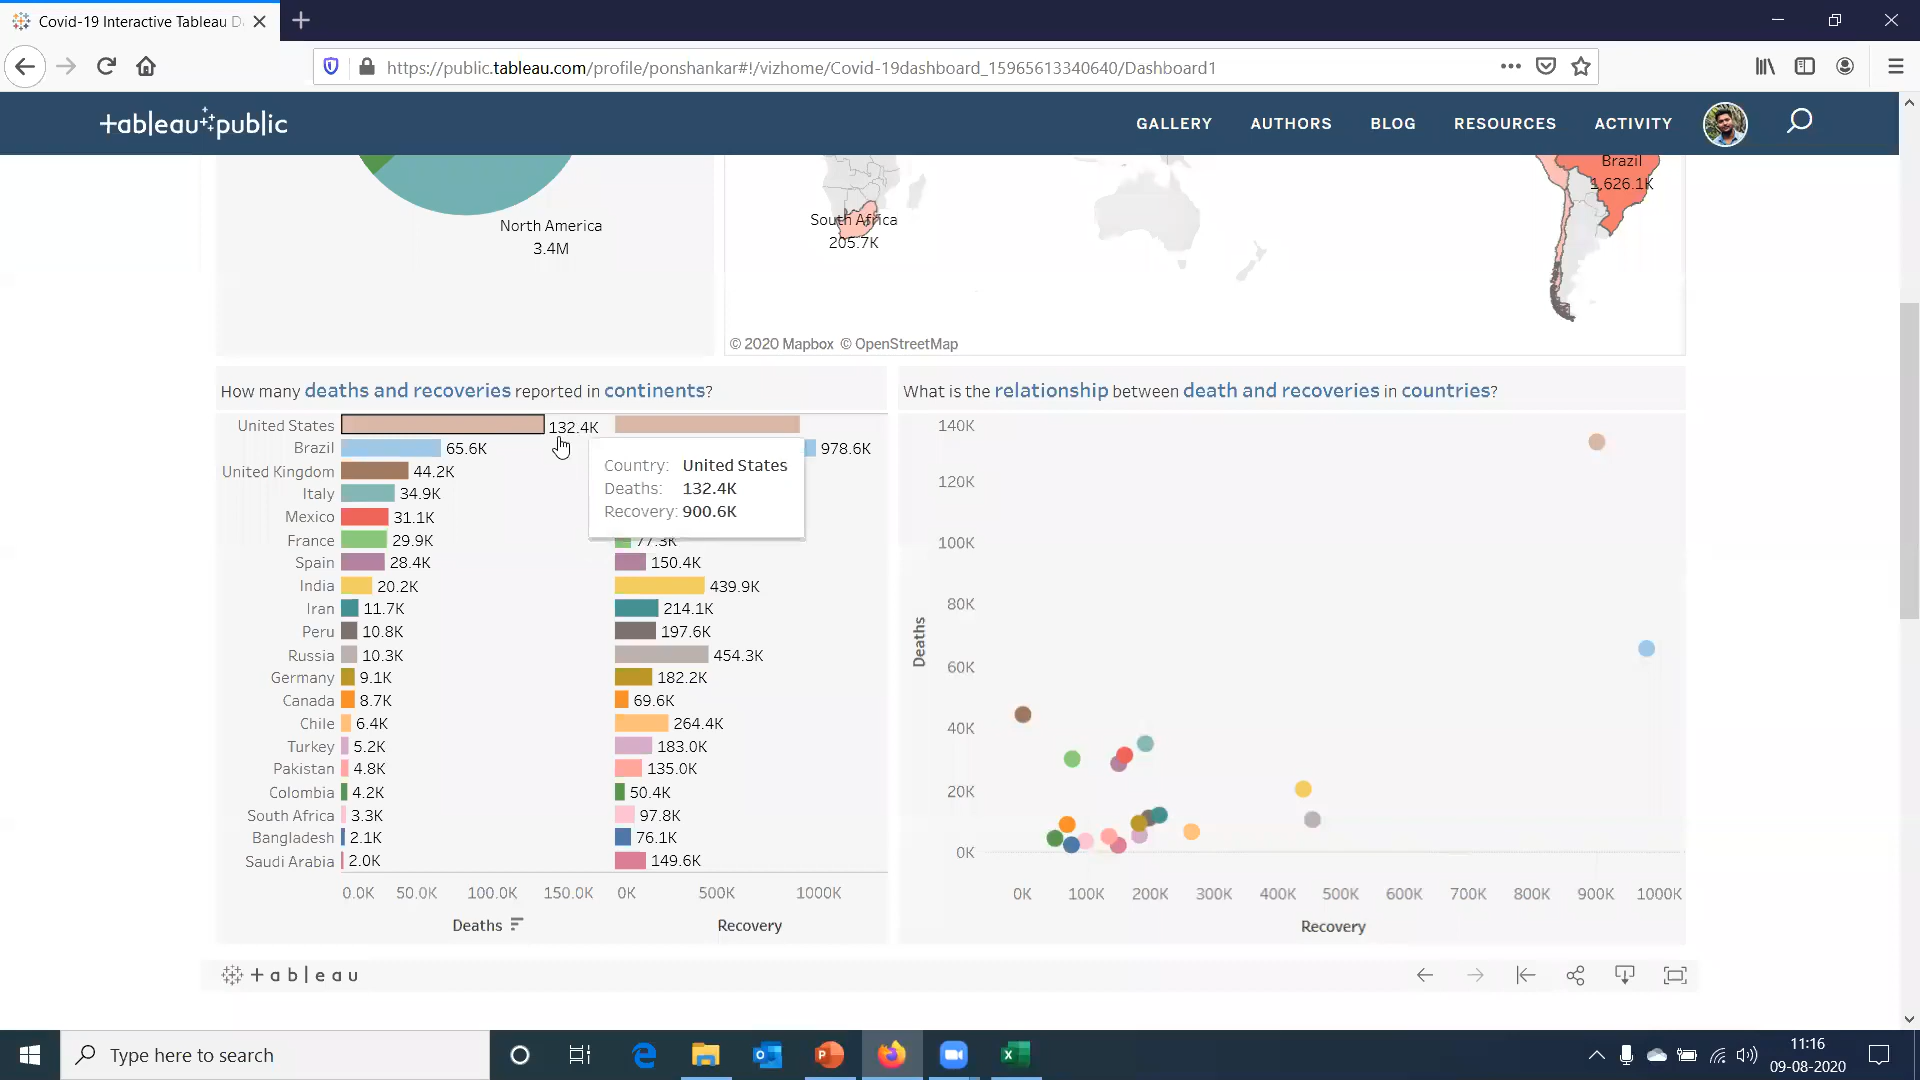 Covid-19 Interactive Tableau D
https://public.tableau.com/profile/ponshankar#!/vizhome/Covid-19dashboard_15965613340640/Dashboard1
+ableau public
GALLERY AUTHORS BLOG RESOURCES ACTIVITY
North America
3.4M
South Africa
205.7K
Brazil
1,626.1K
© 2020 Mapbox © OpenStreetMap
How many deaths and recoveries reported in continents?
United States 132.4K
Brazil 65.6K 978.6K
United Kingdom 44.2K
Italy 34.9K
Mexico 31.1K
France 29.9K 77.3K
Spain 28.4K 150.4K
India 20.2K 439.9K
Iran 11.7K 214.1K
Peru 10.8K 197.6K
Russia 10.3K 454.3K
Germany 9.1K 182.2K
Canada 8.7K 69.6K
Chile 6.4K 264.4K
Turkey 5.2K 183.0K
Pakistan 4.8K 135.0K
Colombia 4.2K 50.4K
South Africa 3.3K 97.8K
Bangladesh 2.1K 76.1K
Saudi Arabia 2.0K 149.6K
0.0K 50.0K 100.0K 150.0K 0K 500K 1000K
Deaths Recovery
Country: United States
Deaths: 132.4K
Recovery: 900.6K
What is the relationship between death and recoveries in countries?
140K
120K
100K
80K
60K
40K
20K
0K
Deaths
0K 100K 200K 300K 400K 500K 600K 700K 800K 900K 1000K
Recovery
+ a b l e a u
Type here to search
11:16
09-08-2020